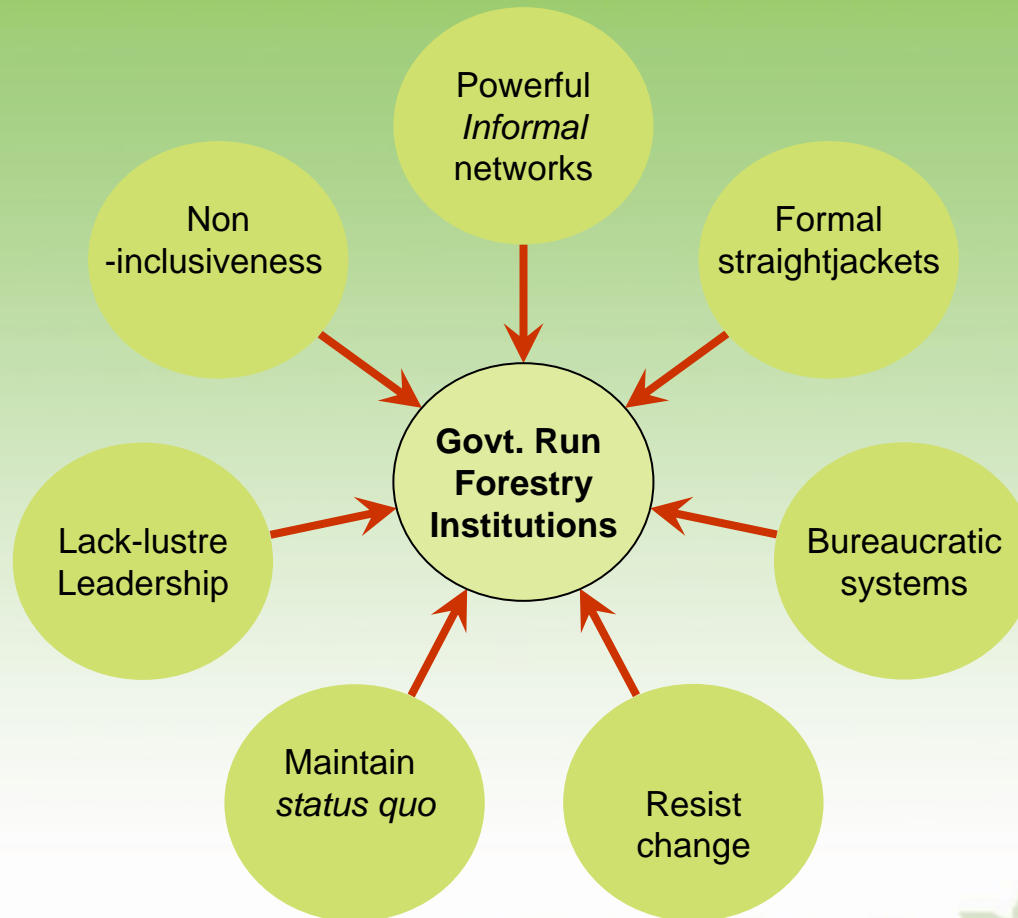 Powerful
Informal
networks
Non
-inclusiveness
Formal
straightjackets
Govt. Run
Forestry
Institutions
Lack-lustre
Leadership
Bureaucratic
systems
Maintain
status quo
Resist
change